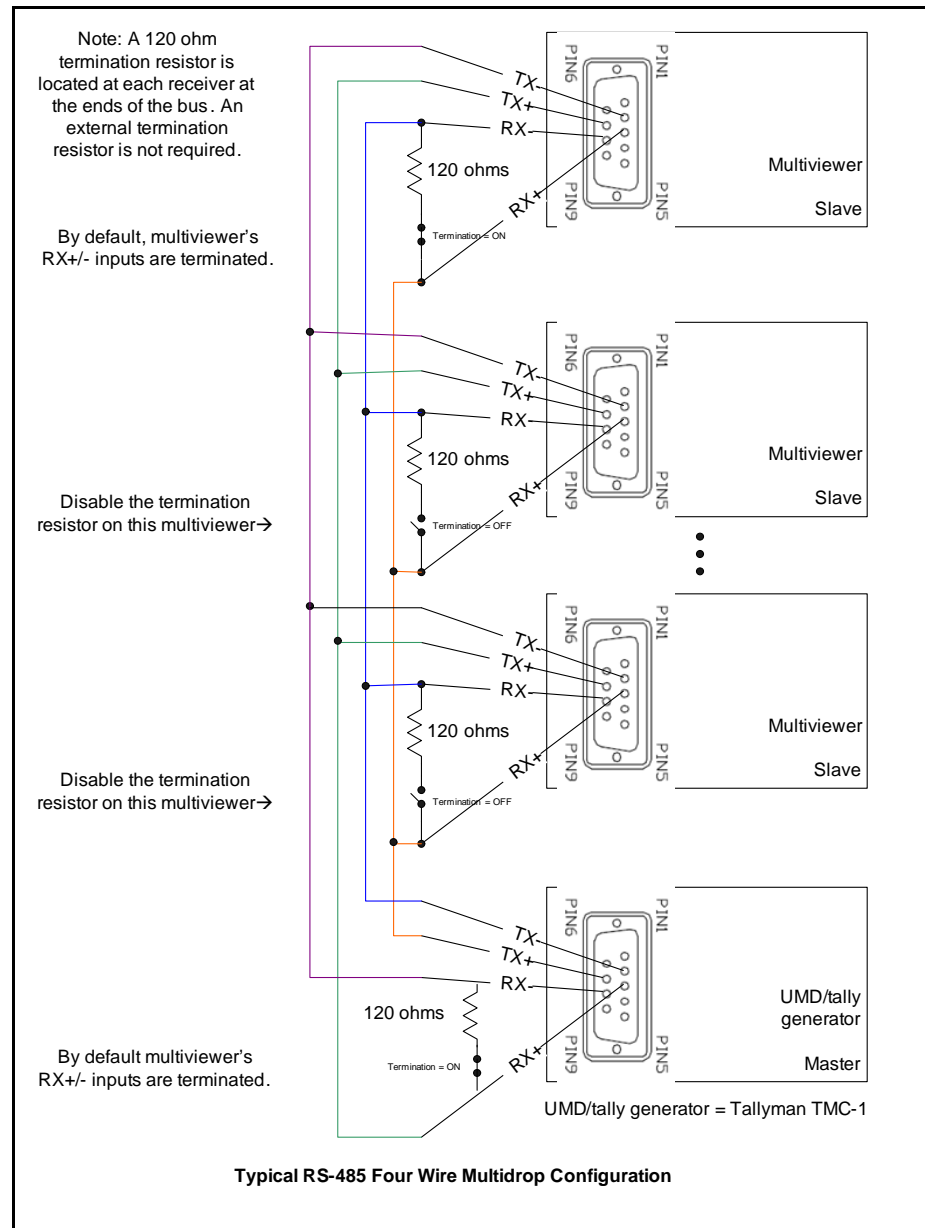 Note: A 120 ohm
termination resistor is
located at each receiver at
the ends of the bus. An
external termination
resistor is not required.
By default, multiviewer's
RX+/- inputs are terminated.
TX-
TX+
RX-
RX+
120 ohms
Termination = ON
PIN6
PIN1
PIN9
PIN5
Multiviewer
Slave
Disable the termination
resistor on this multiviewer→
TX-
TX+
RX-
RX+
120 ohms
Termination = OFF
PIN6
PIN1
PIN9
PIN5
Multiviewer
Slave
Disable the termination
resistor on this multiviewer→
TX-
TX+
RX-
RX+
120 ohms
Termination = OFF
PIN6
PIN1
PIN9
PIN5
Multiviewer
Slave
By default multiviewer's
RX+/- inputs are terminated.
TX-
TX+
RX-
RX+
120 ohms
Termination = ON
PIN6
PIN1
PIN9
PIN5
UMD/tally
generator
Master
UMD/tally generator = Tallyman TMC-1
Typical RS-485 Four Wire Multidrop Configuration